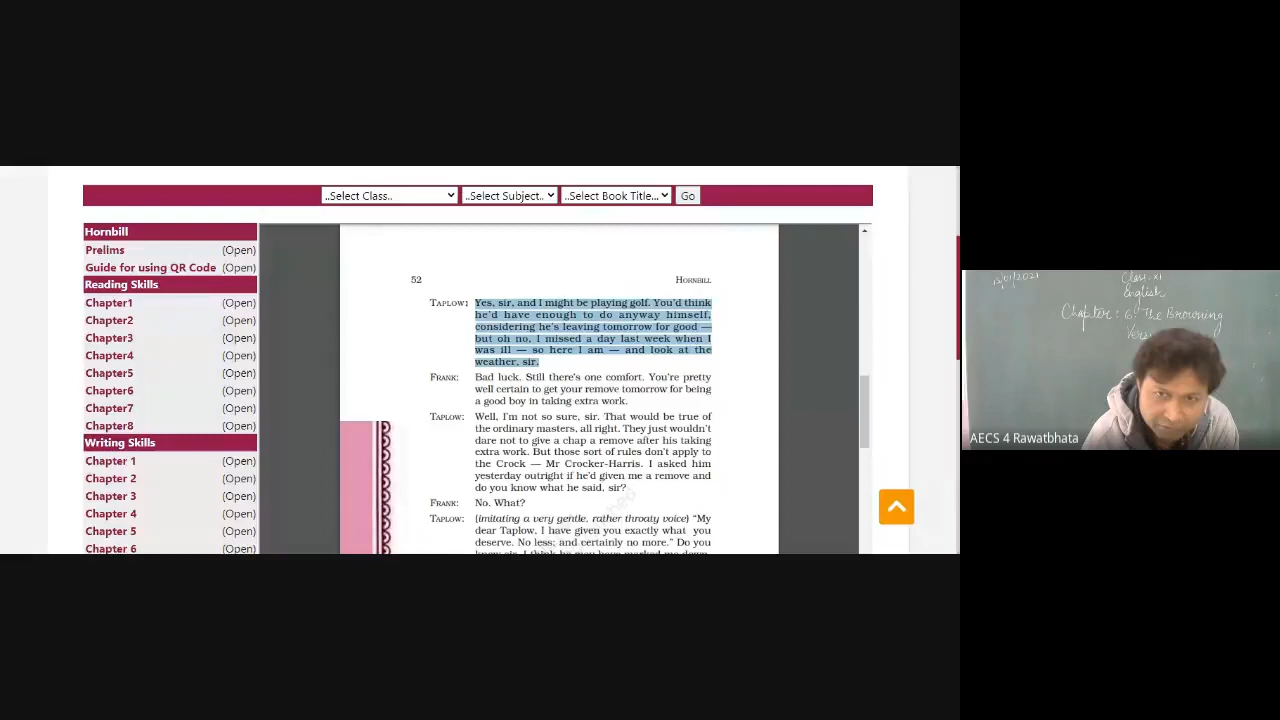 ..Select Class.. ..Select Subject.. ..Select Book Title... Go
Hornbill
Prelims (Open)
Guide for using QR Code (Open)
Reading Skills
Chapter1 (Open)
Chapter2 (Open)
Chapter3 (Open)
Chapter4 (Open)
Chapter5 (Open)
Chapter6 (Open)
Chapter7 (Open)
Chapter8 (Open)
Writing Skills
Chapter 1 (Open)
Chapter 2 (Open)
Chapter 3 (Open)
Chapter 4 (Open)
Chapter 5 (Open)
Chapter 6 (Open)
52 HORNBILL
TAPLOW: Yes, sir, and I might be playing golf. You'd think
he'd have enough to do anyway himself,
considering he's leaving tomorrow for good —
but oh no, I missed a day last week when I
was ill — so here I am — and look at the
weather, sir.
FRANK: Bad luck. Still there's one comfort. You're pretty
well certain to get your remove tomorrow for being
a good boy in taking extra work.
TAPLOW: Well, I'm not so sure, sir. That would be true of
the ordinary masters, all right. They just wouldn't
dare not to give a chap a remove after his taking
extra work. But those sort of rules don't apply to
the Crock — Mr Crocker-Harris. I asked him
yesterday outright if he'd given me a remove and
do you know what he said, sir?
FRANK: No. What?
TAPLOW: (imitating a very gentle, rather throaty voice) "My
dear Taplow, I have given you exactly what you
deserve. No less; and certainly no more." Do you
know sir, I think he may have marked me down,
/01/2021
Class-XI
English
Chapter: 6: The Browning
AECS 4 Rawatbhata